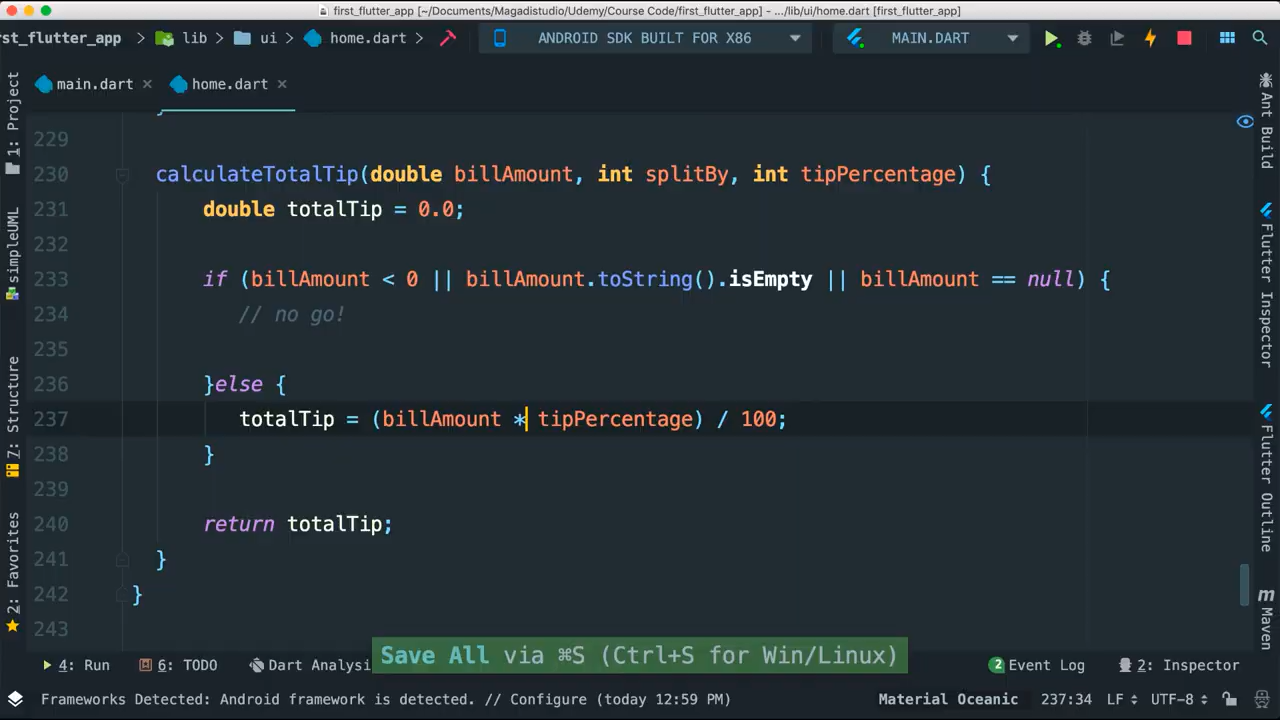 first_flutter_app [~/Documents/Magadistudio/Udemy/Course Code/first_flutter_app] - .../lib/ui/home.dart [first_flutter_app]
rst_flutter_app lib ui home.dart ANDROID SDK BUILT FOR X86 MAIN.DART
main.dart home.dart
1: Project
simpleUML
7: Structure
2: Favorites
229
230 calculateTotalTip(double billAmount, int splitBy, int tipPercentage) {
231 double totalTip = 0.0;
232
233 if (billAmount < 0 || billAmount.toString().isEmpty || billAmount == null) {
234 // no go!
235
236 }else {
237 totalTip = (billAmount * tipPercentage) / 100;
238 }
239
240 return totalTip;
241 }
242 }
243
Ant Build
Flutter Inspector
Flutter Outline
m Maven
Save All via ⌘S (Ctrl+S for Win/Linux)
4: Run 6: TODO Dart Analysi 2 Event Log 2: Inspector
Frameworks Detected: Android framework is detected. // Configure (today 12:59 PM) Material Oceanic 237:34 LF UTF-8